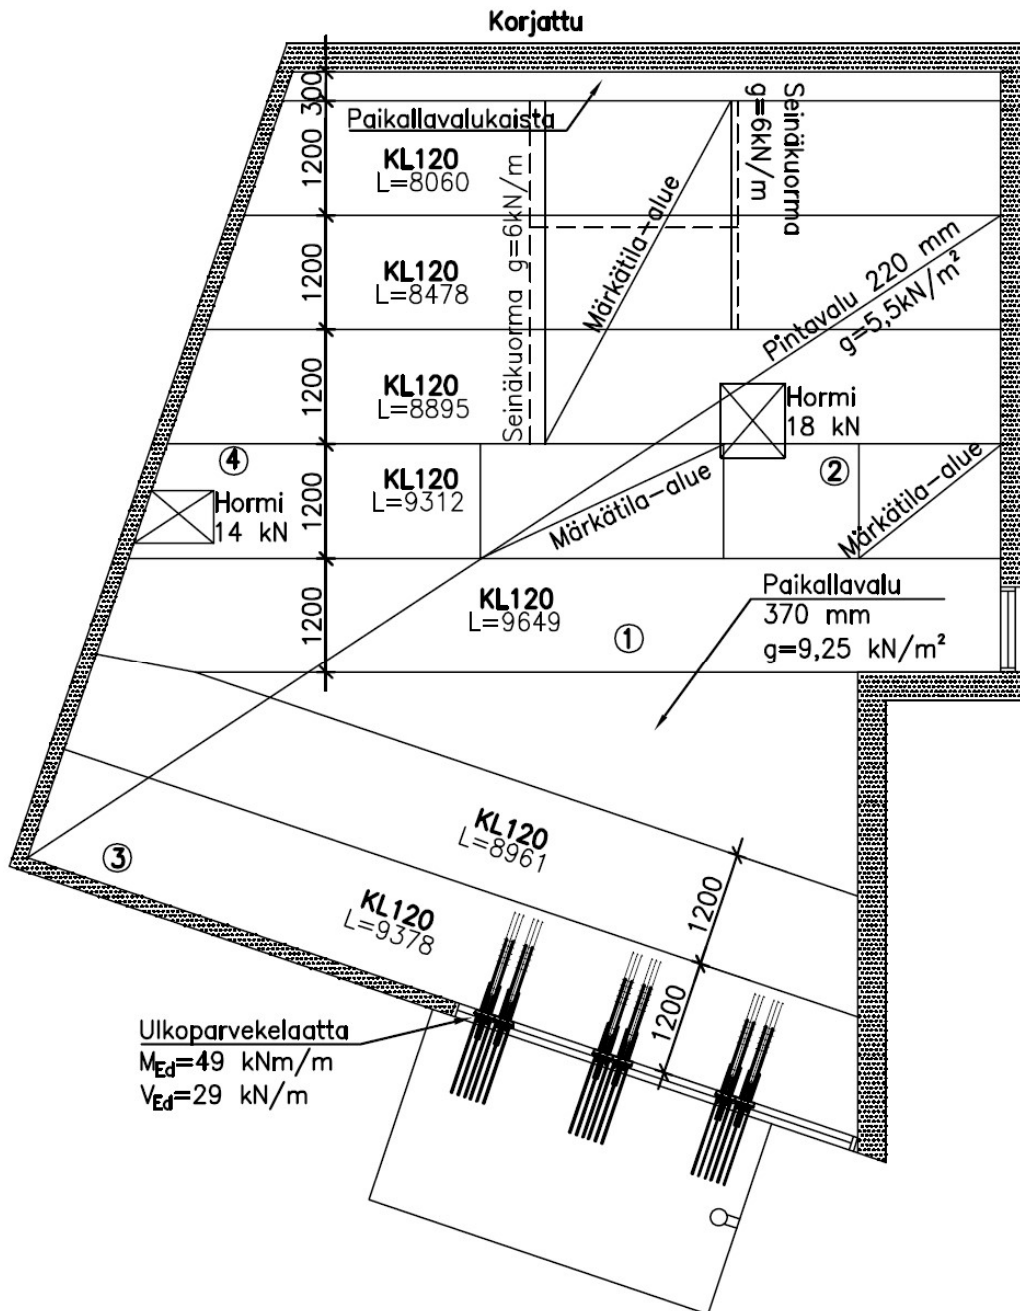 Korjattu
300
Paikallavalukaista
Seinäkuorma
g=6kN/m
1200
KL120
L=8060
Seinäkuorma g=6kN/m
Märkätila-alue
1200
KL120
L=8478
Pintavalu 220 mm
g=5,5kN/m²
1200
KL120
L=8895
Hormi
18 kN
④
1200
KL120
L=9312
Märkätila-alue
②
Märkätila-alue
Hormi
14 kN
1200
KL120
L=9649
①
Paikallavalu
370 mm
g=9,25 kN/m²
③
KL120
L=8961
1200
KL120
L=9378
1200
Ulkoparvekelaatta
MEd=49 kNm/m
VEd=29 kN/m